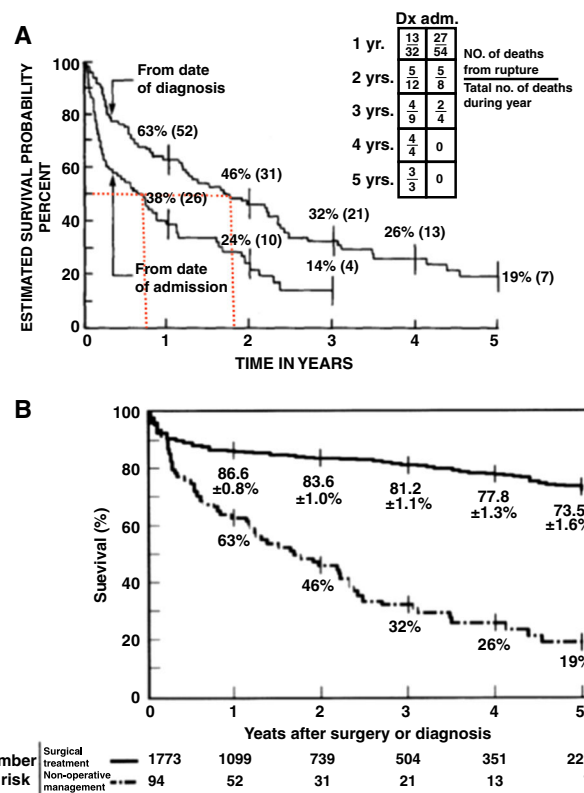 A
Dx adm.
1 yr. 13/32 27/54
2 yrs. 5/12 5/8
3 yrs. 4/9 2/4
4 yrs. 4/4 0
5 yrs. 3/3 0
NO. of deaths
from rupture
Tatal no. of deaths
during year
ESTIMATED SURVIVAL PROBABILITY
PERCENT
100
80
60
40
20
0
From date
of diagnosis
63% (52)
46% (31)
38% (26)
32% (21)
26% (13)
24% (10)
14% (4)
19% (7)
From date
of admission
0 1 2 3 4 5
TIME IN YEARS
B
Suevival (%)
100
80
60
40
20
0
86.6
±0.8%
83.6
±1.0%
81.2
±1.1%
77.8
±1.3%
73.5
±1.6%
63%
46%
32%
26%
19%
0 1 2 3 4 5
Yeats after surgery or diagnosis
mber Surgical
treatment 1773 1099 739 504 351 22
risk Non-operative
management 94 52 31 21 13